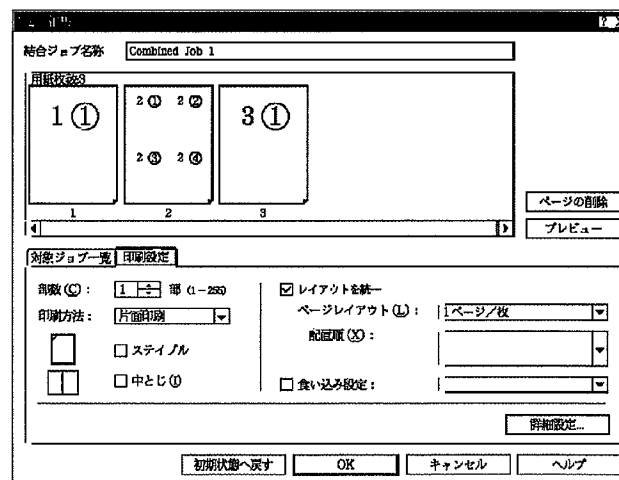 ? ×
結合ジョブ名称 Combined Job 1
用紙枚数:3
1① 2① 2② 3①
2③ 2④
1 2 3
ページの削除
プレビュー
対象ジョブ一覧 印刷設定
部数(C): 1 部 (1-255) レイアウトを統一
印刷方法: 片面印刷 ページレイアウト(L): 1ページ/枚
配置順(X):
ステイプル
中とじ(I) 食い込み設定:
詳細設定...
初期状態へ戻す OK キャンセル ヘルプ